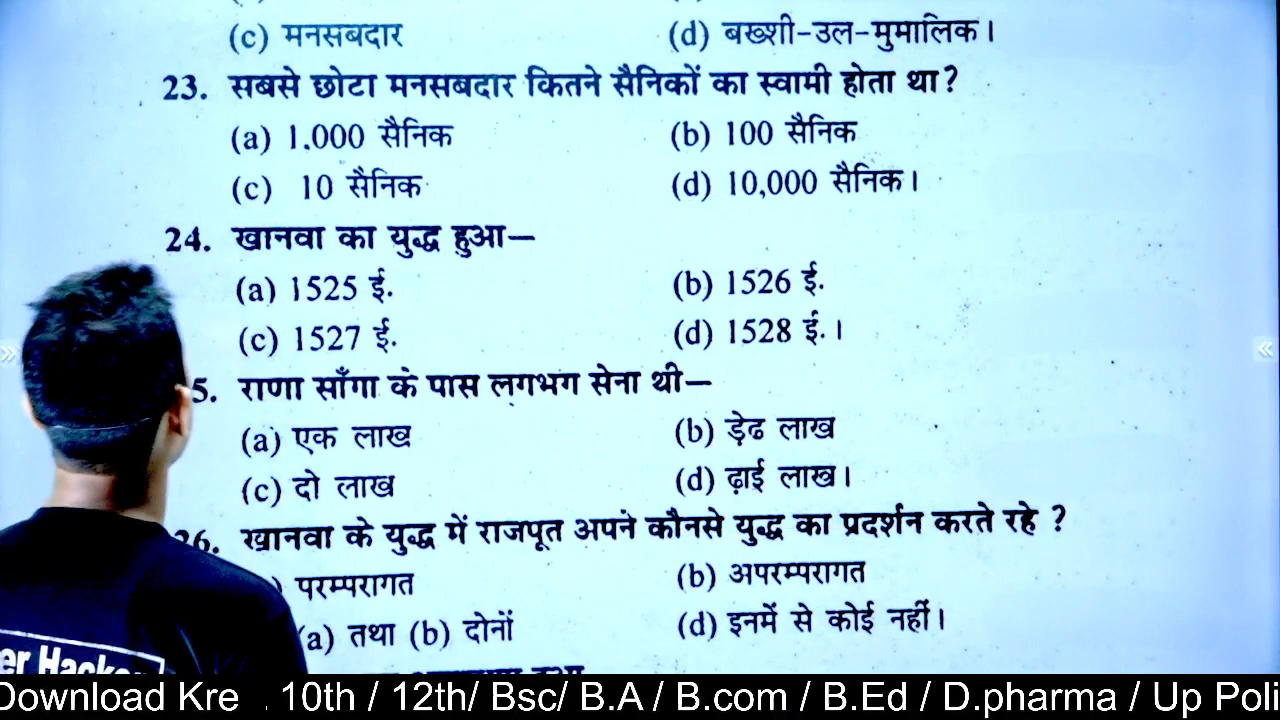 (c) मनसबदार (d) बख्शी-उल-मुमालिक।
23. सबसे छोटा मनसबदार कितने सैनिकों का स्वामी होता था?
(a) 1.000 सैनिक (b) 100 सैनिक
(c) 10 सैनिक (d) 10,000 सैनिक।
24. खानवा का युद्ध हुआ—
(a) 1525 ई. (b) 1526 ई.
(c) 1527 ई. (d) 1528 ई.।
5. राणा साँगा के पास लगभग सेना थी—
(a) एक लाख (b) ड़ेढ लाख
(c) दो लाख (d) ढ़ाई लाख।
26. खानवा के युद्ध में राजपूत अपने कौनसे युद्ध का प्रदर्शन करते रहे ?
) परम्परागत (b) अपरम्परागत
(a) तथा (b) दोनों (d) इनमें से कोई नहीं।
er Hacke
Download Kre . 10th / 12th/ Bsc/ B.A / B.com / B.Ed / D.pharma / Up Poli